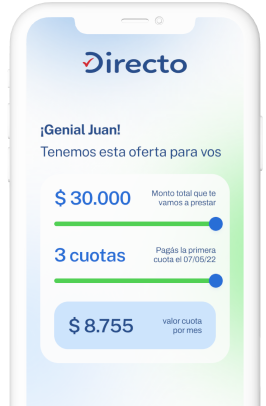 Directo
¡Genial Juan!
Tenemos esta oferta para vos
$ 30.000
Monto total que te
vamos a prestar
3 cuotas
Pagás la primera
cuota el 07/05/22
$ 8.755
valor cuota
por mes